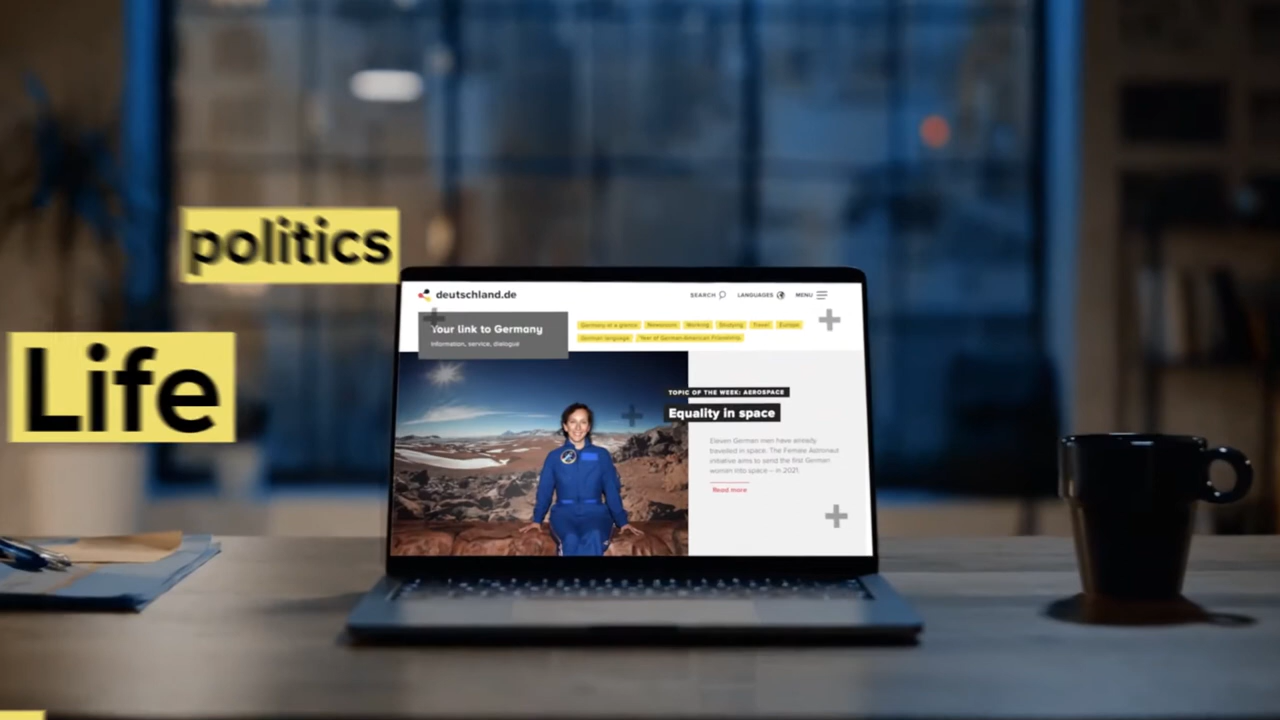 politics
Life
deutschland.de
SEARCH
LANGUAGES
MENU
Your link to Germany
Information, service, dialogue
Germany at a glance
Newsroom
Working
Studying
Travel
Europe
German language
Year of German-American Friendship
TOPIC OF THE WEEK: AEROSPACE
Equality in space
Eleven German men have already
travelled in space. The Female Astronaut
initiative aims to send the first German
women into space – in 2021.
Read more